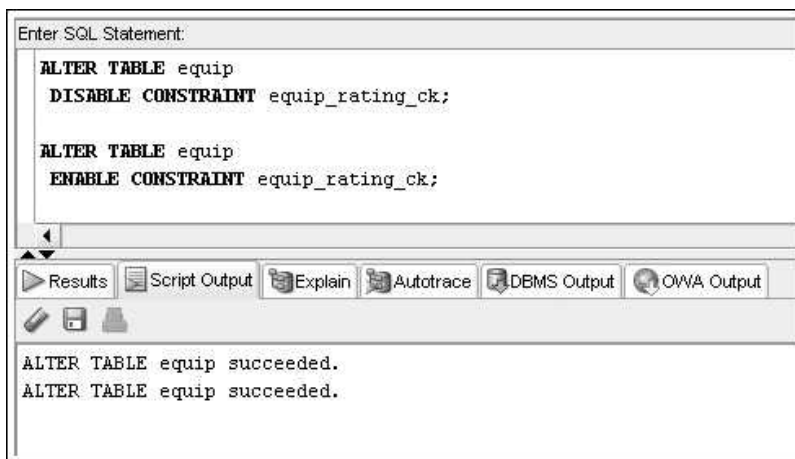 Enter SQL Statement:
ALTER TABLE equip
DISABLE CONSTRAINT equip_rating_ck;
ALTER TABLE equip
ENABLE CONSTRAINT equip_rating_ck;
Results Script Output Explain Autotrace DBMS Output OWA Output
ALTER TABLE equip succeeded.
ALTER TABLE equip succeeded.